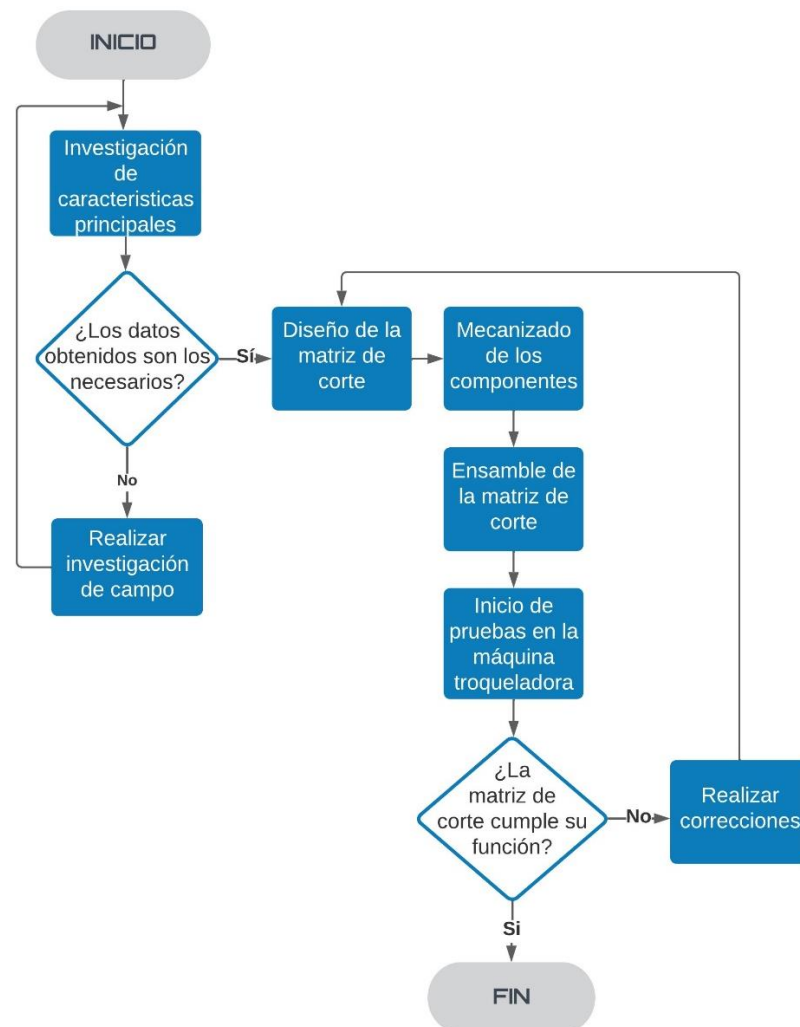 INICIO
Investigación
de
caracteristicas
principales
¿Los datos
obtenidos son los
necesarios?
Sí
No
Realizar
investigación
de campo
Diseño de la
matriz de
corte
Mecanizado
de los
componentes
Ensamble de
la matriz de
corte
Inicio de
pruebas en la
máquina
troqueladora
¿La
matriz de
corte cumple su
función?
No
Realizar
correcciones
Si
FIN